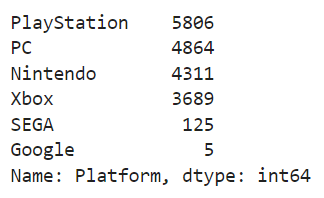 PlayStation    5806
PC             4864
Nintendo       4311
Xbox           3689
SEGA            125
Google            5
Name: Platform, dtype: int64